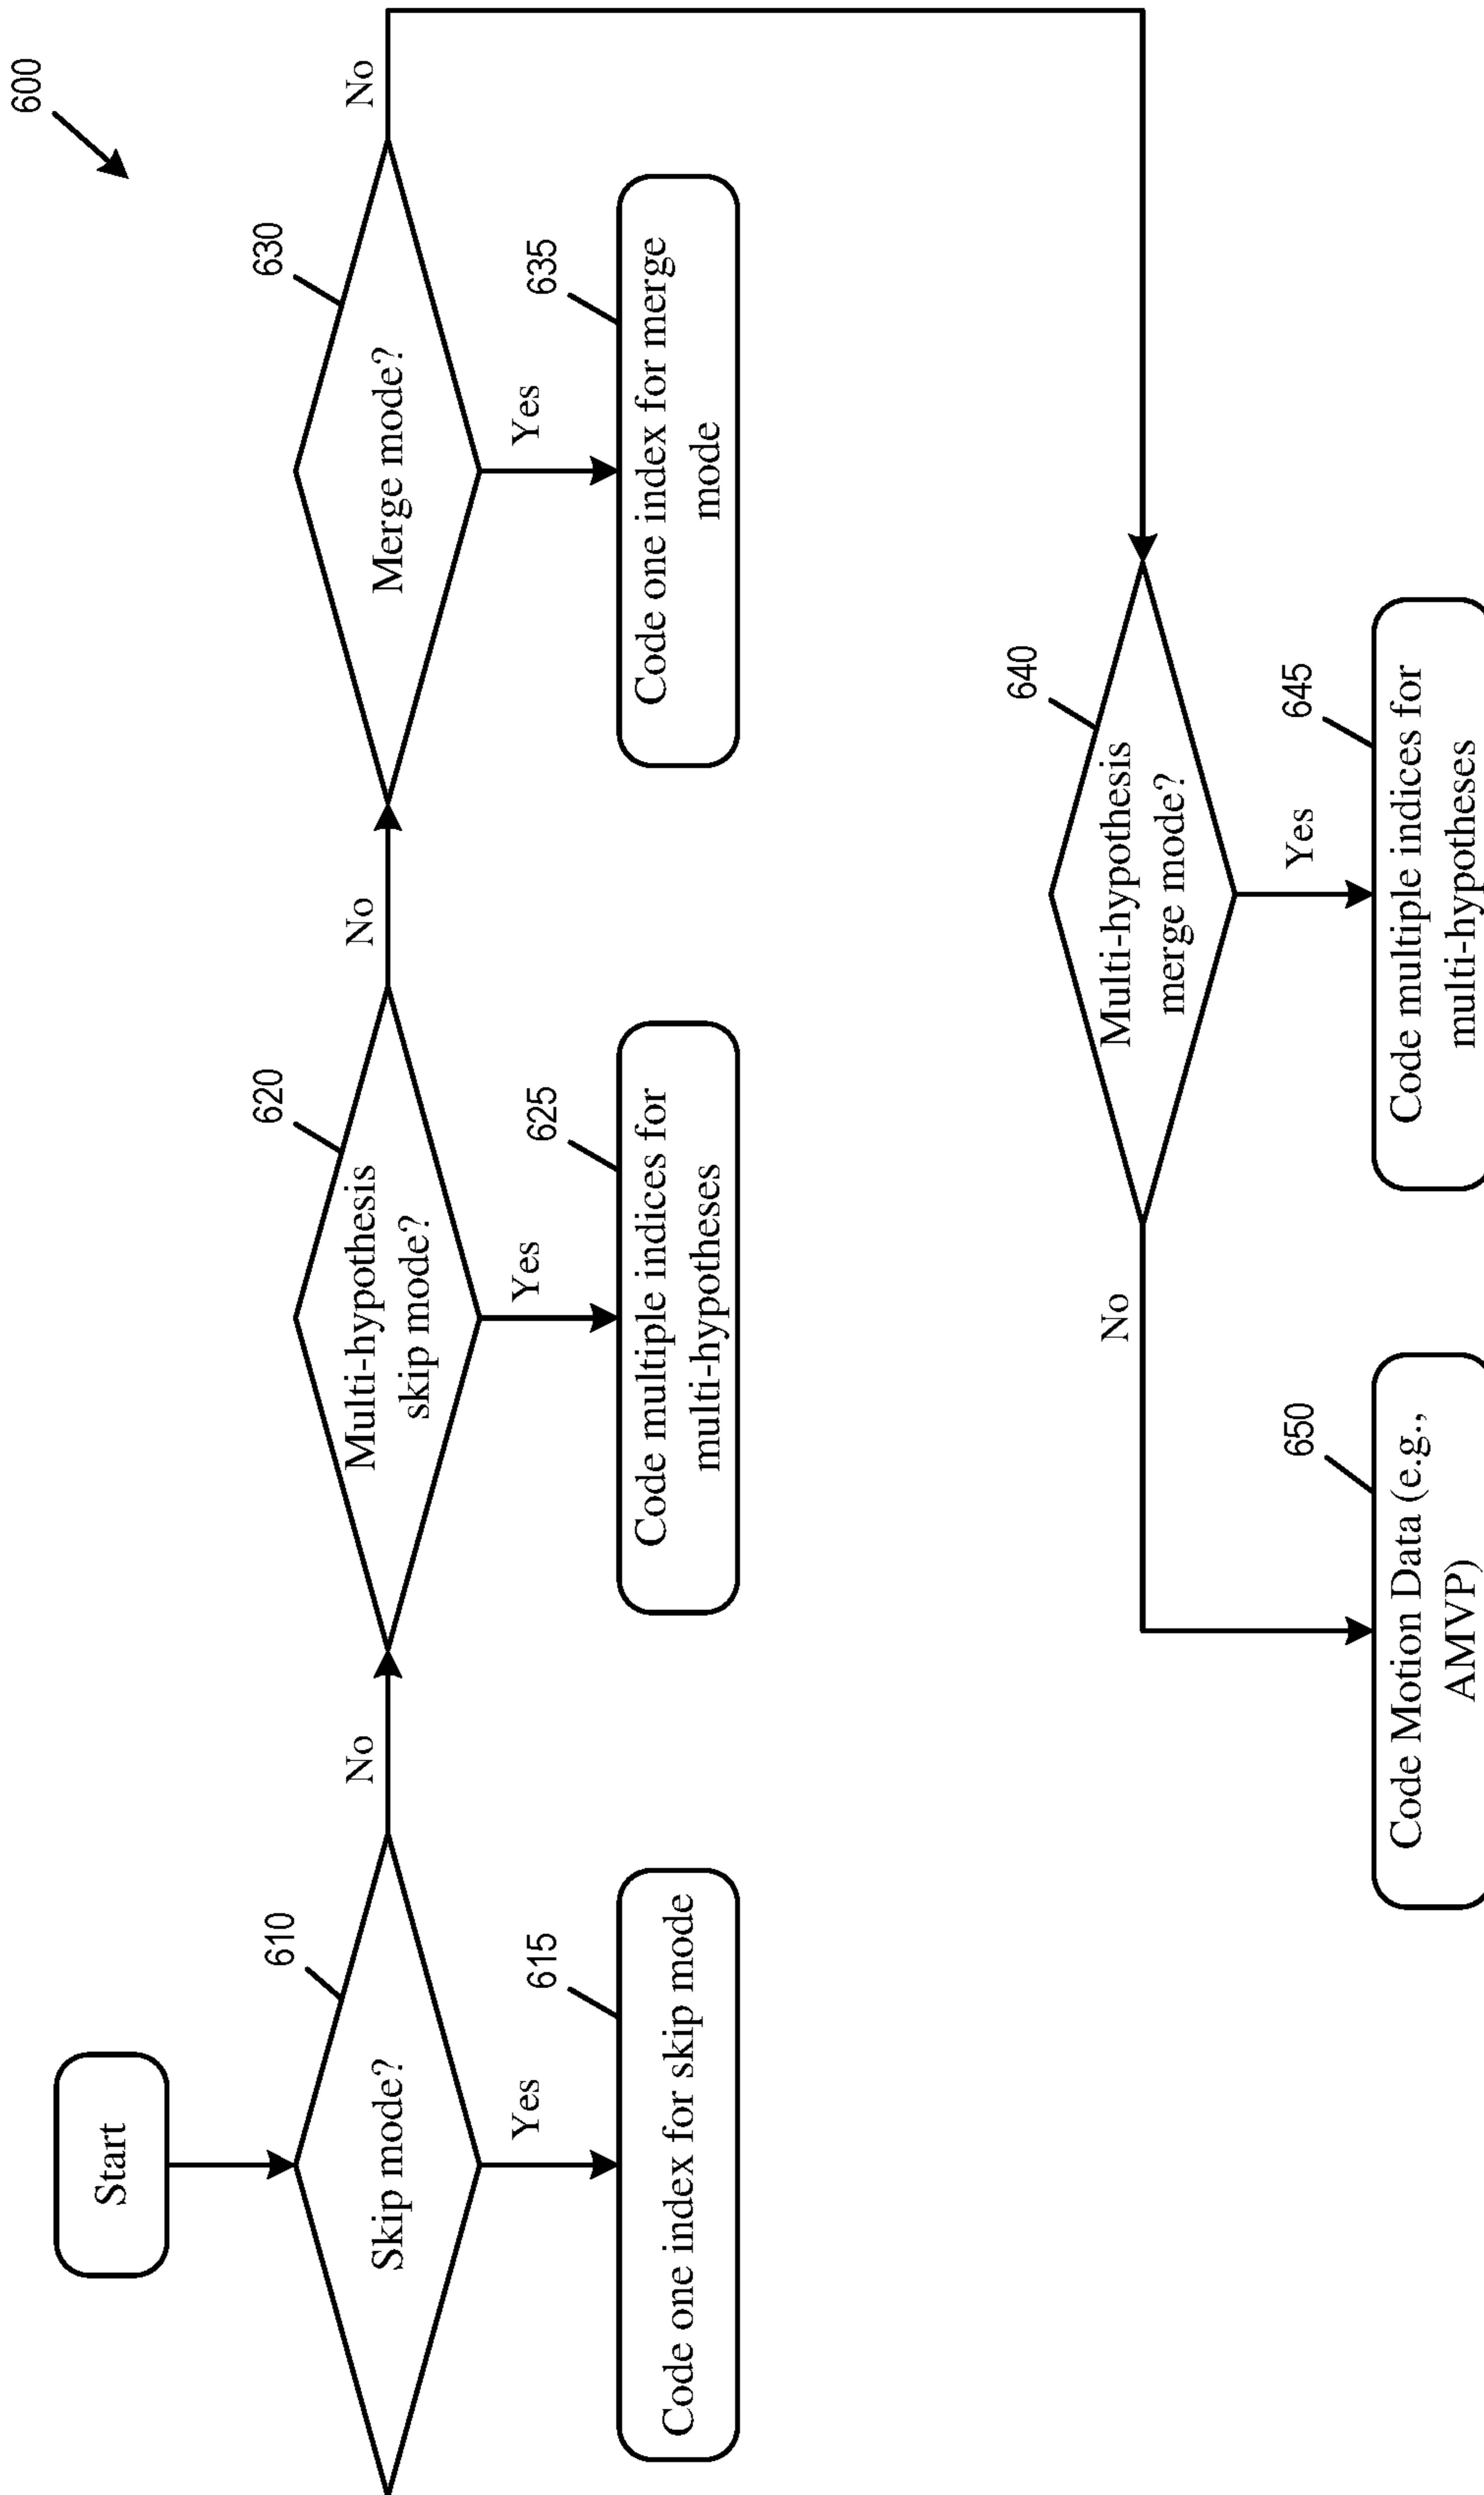 600
Start
610
Skip mode?
No
Yes
615
Code one index for skip mode
620
Multi-hypothesis
skip mode?
No
Yes
625
Code multiple indices for
multi-hypotheses
630
Merge mode?
No
Yes
635
Code one index for merge
mode
640
Multi-hypothesis
merge mode?
No
Yes
645
Code multiple indices for
multi-hypotheses
650
Code Motion Data (e.g.,
AMVP)